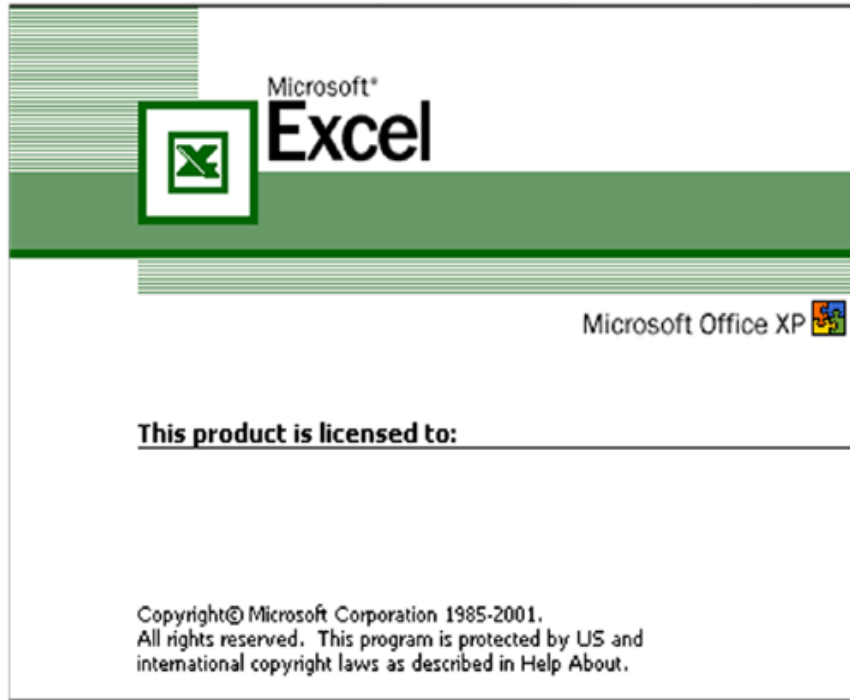 Microsoft®
Excel
Microsoft Office XP
This product is licensed to:
Copyright© Microsoft Corporation 1985-2001.
All rights reserved.  This program is protected by US and
international copyright laws as described in Help About.